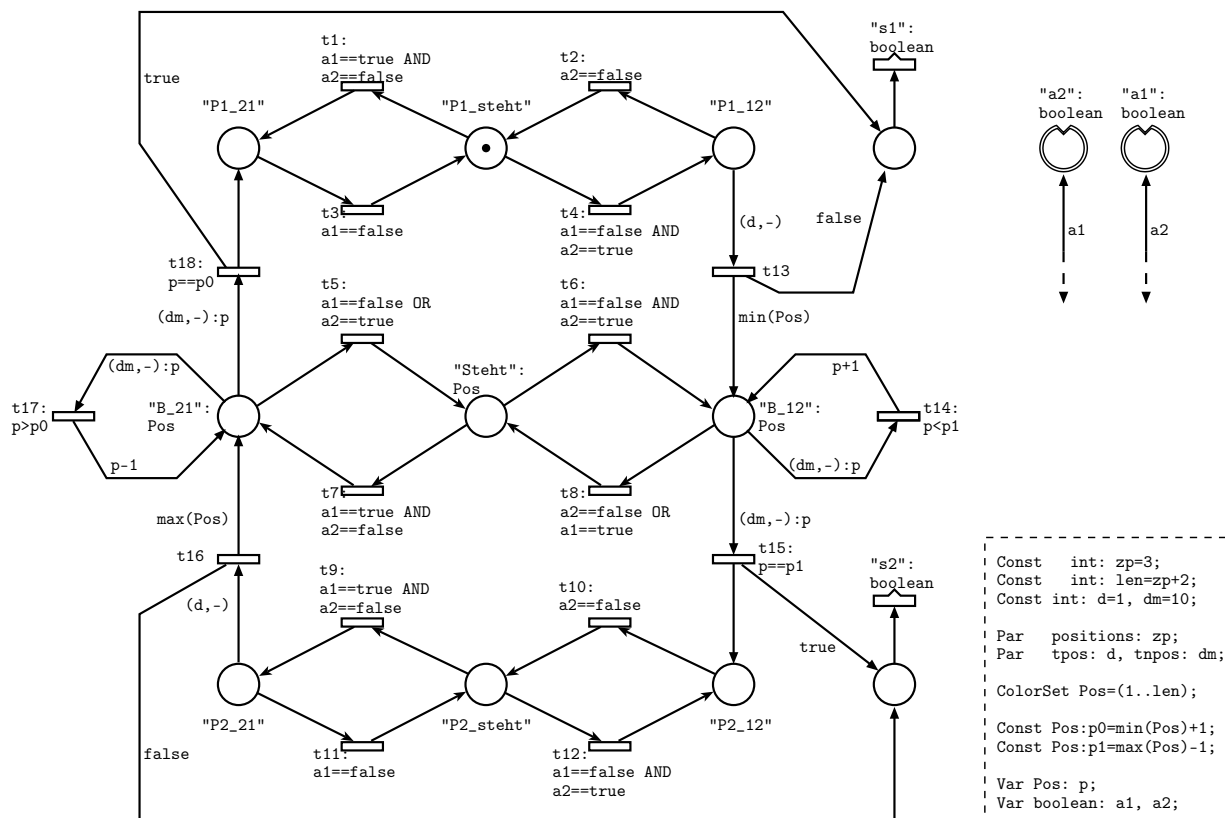 "s1":
boolean
t1:
a1==true AND
a2==false
t2:
a2==false
true
"P1_21"
"P1_steht"
"P1_12"
"a2":
boolean
"a1":
boolean
t3:
a1==false
t4:
a1==false AND
a2==true
(d,-)
false
a1
a2
t18:
p==p0
t13
t5:
a1==false OR
a2==true
t6:
a1==false AND
a2==true
(dm,-):p
min(Pos)
(dm,-):p
"Steht":
Pos
p+1
t17:
p>p0
"B_21":
Pos
"B_12":
Pos
t14:
p<p1
p-1
(dm,-):p
t7:
a1==true AND
a2==false
t8:
a2==false OR
a1==true
max(Pos)
(dm,-):p
t16
t15:
p==p1
t9:
a1==true AND
a2==false
t10:
a2==false
"s2":
boolean
(d,-)
true
"P2_21"
"P2_steht"
"P2_12"
t11:
a1==false
t12:
a1==false AND
a2==true
false
Const   int: zp=3;
Const   int: len=zp+2;
Const int: d=1, dm=10;
Par   positions: zp;
Par   tpos: d, tnpos: dm;
ColorSet Pos=(1..len);
Const Pos:p0=min(Pos)+1;
Const Pos:p1=max(Pos)-1;
Var Pos: p;
Var boolean: a1, a2;